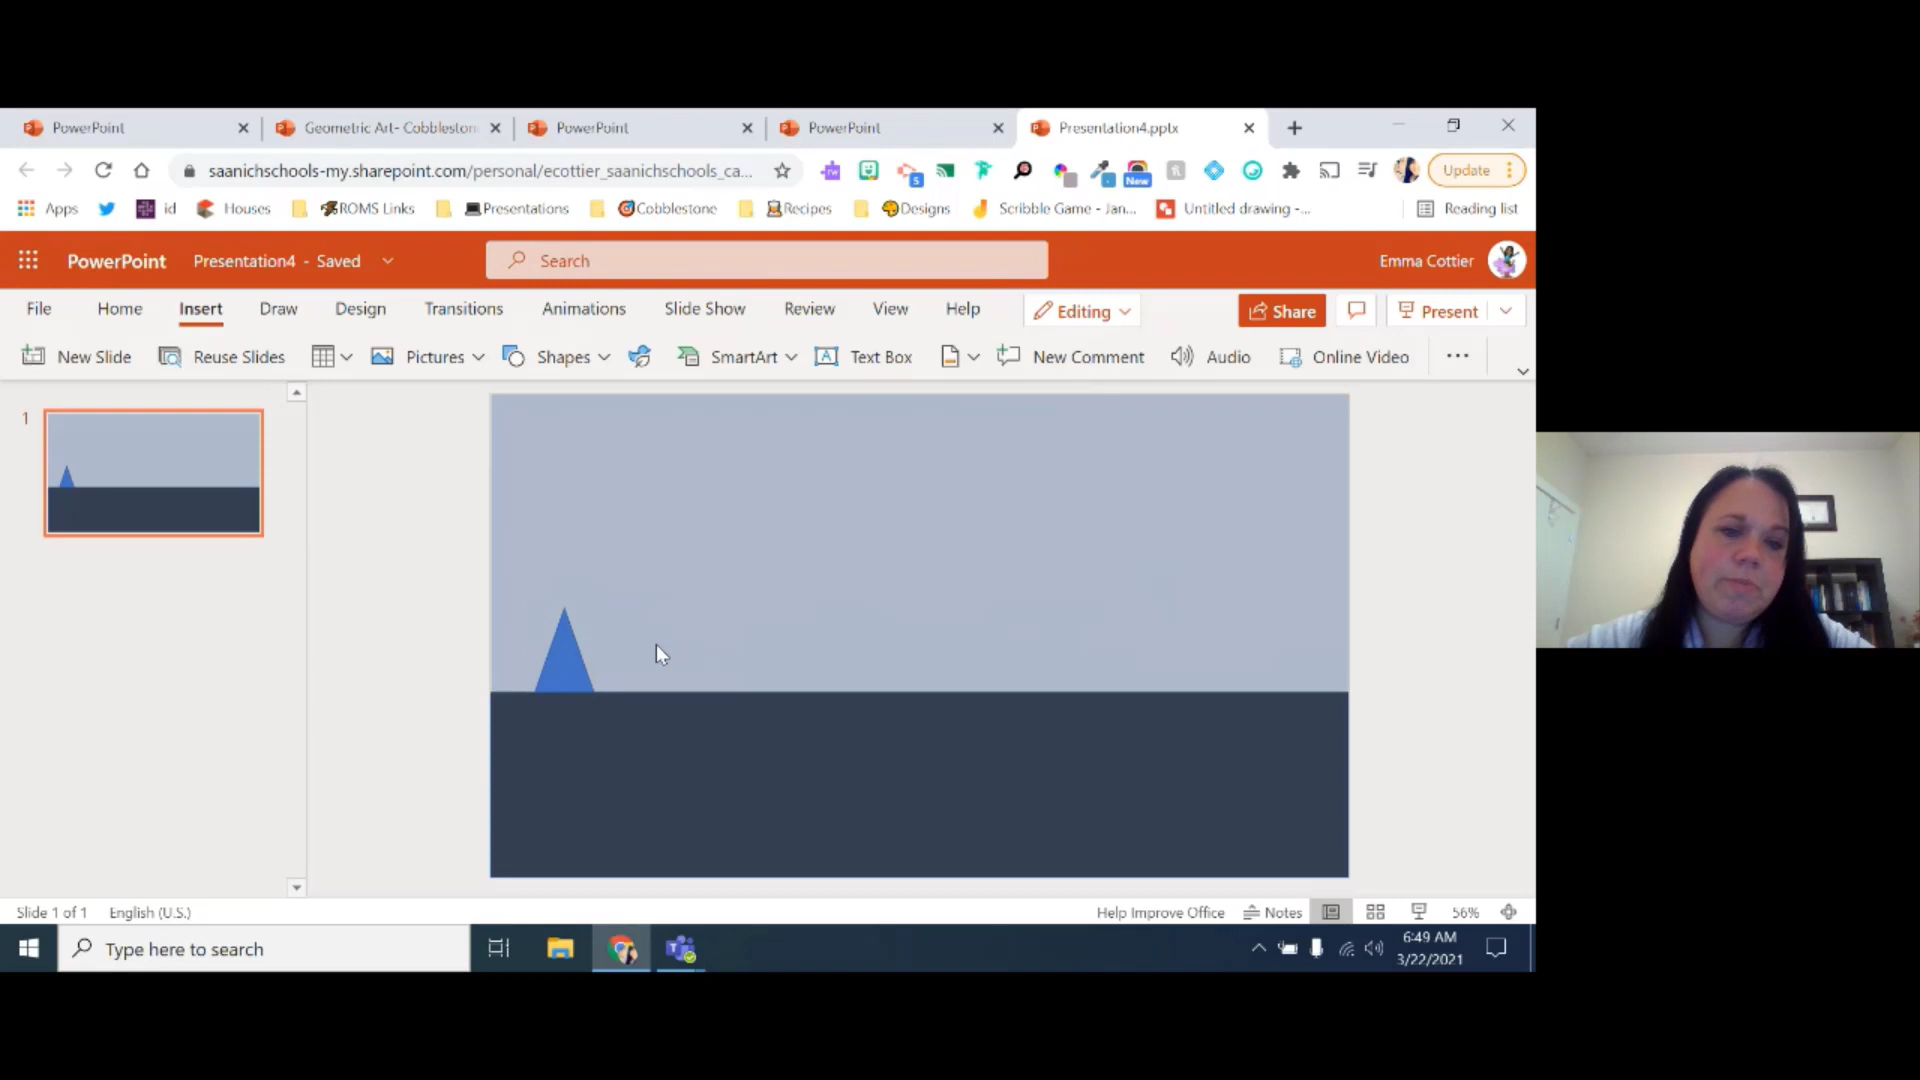 PowerPoint
Geometric Art- Cobbleston
PowerPoint
PowerPoint
Presentation4.pptx
saanichschools-my.sharepoint.com/personal/ecottier_saanichschools_ca...
5
New
Update
Apps
id
Houses
ROMS Links
Presentations
Cobblestone
Recipes
Designs
Scribble Game - Jan...
Untitled drawing -...
Reading list
PowerPoint
Presentation4 - Saved
Search
Emma Cottier
File Home Insert Draw Design Transitions Animations Slide Show Review View Help
Editing
Share
Present
New Slide
Reuse Slides
Pictures
Shapes
SmartArt
Text Box
New Comment
Audio
Online Video
1
Slide 1 of 1
English (U.S.)
Help Improve Office
Notes
56%
Type here to search
6:49 AM
3/22/2021